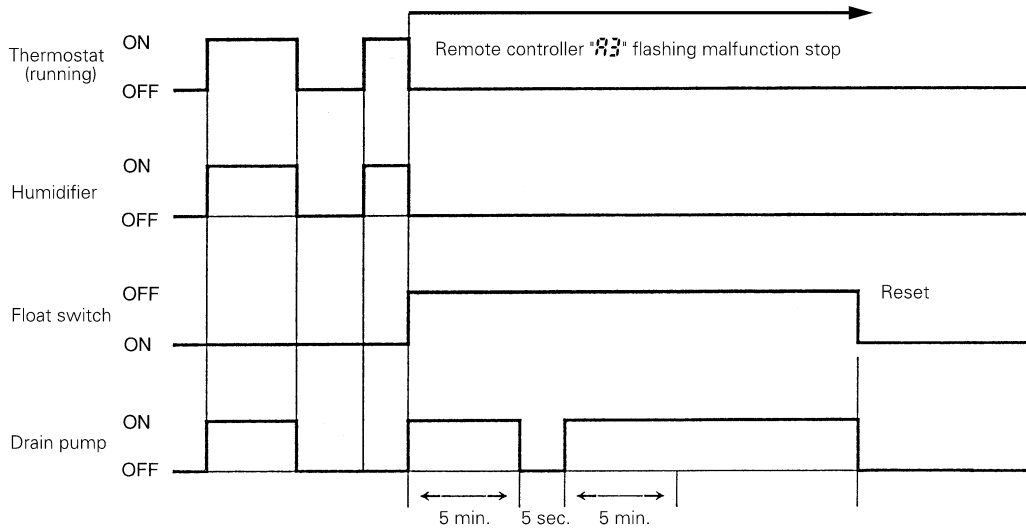 ON
Thermostat
(running)
OFF
Remote controller "A3" flashing malfunction stop
ON
Humidifier
OFF
OFF
Float switch
ON
Reset
ON
Drain pump
OFF
5 min.
5 sec.
5 min.